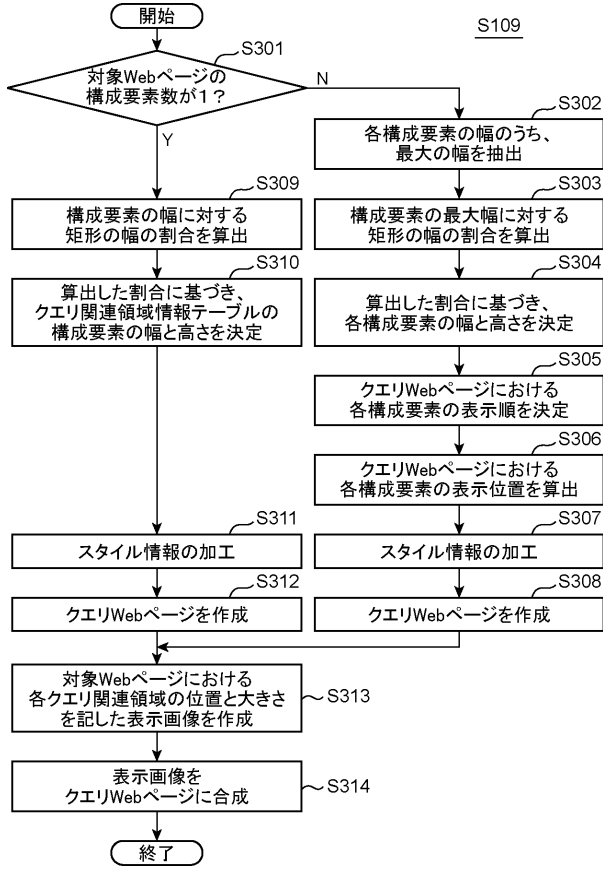 開始
S109
S301
対象Webページの
構成要素数が1？
N
Y
S302
各構成要素の幅のうち、
最大の幅を抽出
S309
構成要素の幅に対する
矩形の幅の割合を算出
S303
構成要素の最大幅に対する
矩形の幅の割合を算出
S310
算出した割合に基づき、
クエリ関連領域情報テーブルの
構成要素の幅と高さを決定
S304
算出した割合に基づき、
各構成要素の幅と高さを決定
S305
クエリWebページにおける
各構成要素の表示順を決定
S306
クエリWebページにおける
各構成要素の表示位置を算出
S311
スタイル情報の加工
S307
スタイル情報の加工
S312
クエリWebページを作成
S308
クエリWebページを作成
対象Webページにおける
各クエリ関連領域の位置と大きさ
を記した表示画像を作成
S313
表示画像を
クエリWebページに合成
S314
終了